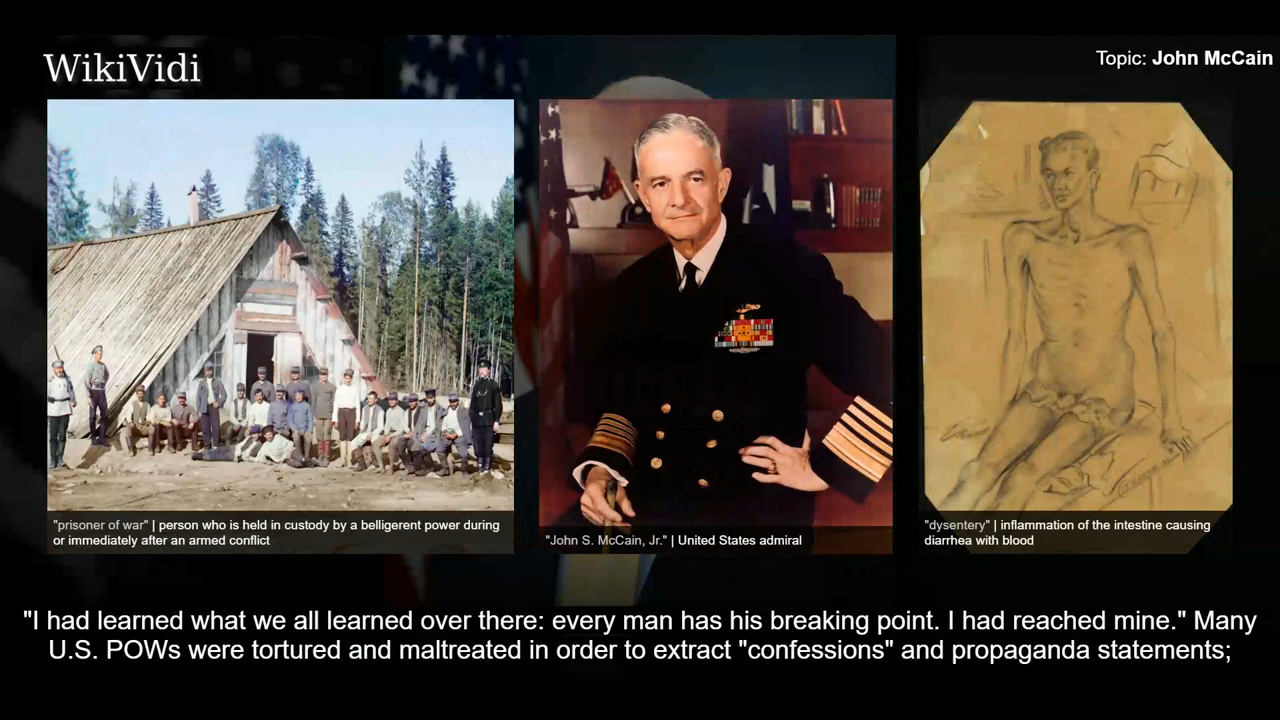 WikiVidi
Topic: John McCain
"prisoner of war" | person who is held in custody by a belligerent power during
or immediately after an armed conflict
"John S. McCain, Jr." | United States admiral
"dysentery" | inflammation of the intestine causing
diarrhea with blood
"I had learned what we all learned over there: every man has his breaking point. I had reached mine." Many
U.S. POWs were tortured and maltreated in order to extract "confessions" and propaganda statements;